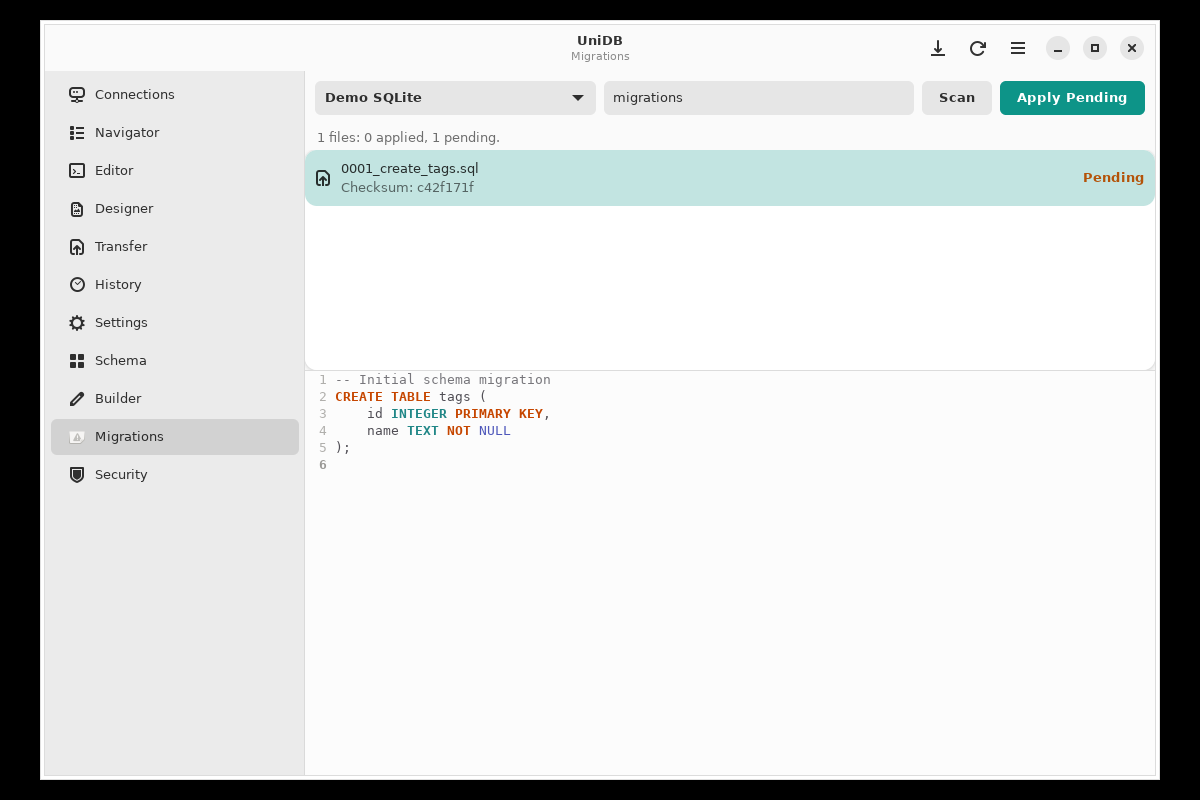 UniDB
Migrations
Connections
Navigator
Editor
Designer
Transfer
History
Settings
Schema
Builder
Migrations
Security
Demo SQLite
migrations
Scan
Apply Pending
1 files: 0 applied, 1 pending.
0001_create_tags.sql
Checksum: c42f171f
Pending
1 -- Initial schema migration
2 CREATE TABLE tags (
3     id INTEGER PRIMARY KEY,
4     name TEXT NOT NULL
5 );
6